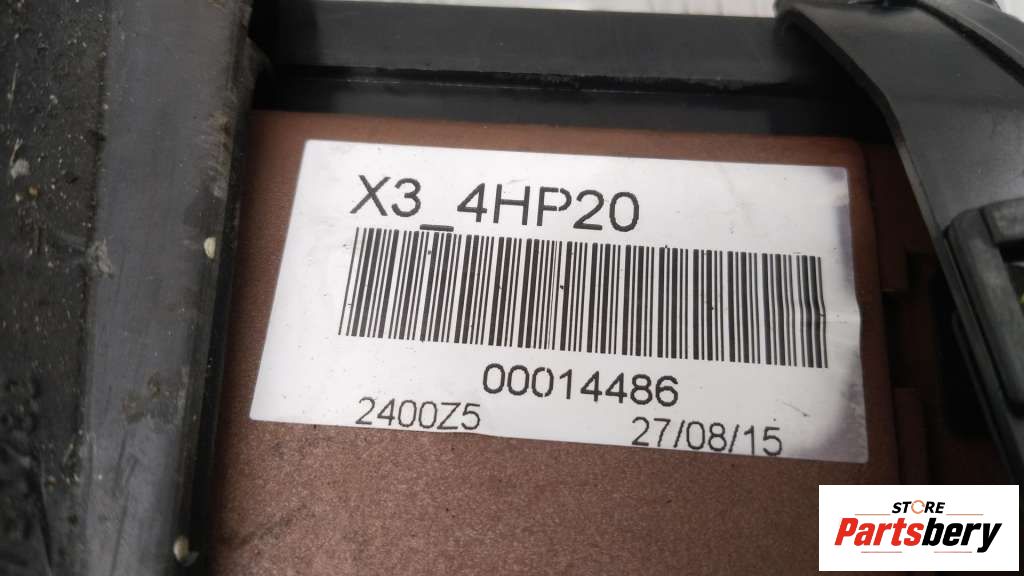 X3_4HP20
00014486
2400Z5 27/08/15
STORE
Partsbery